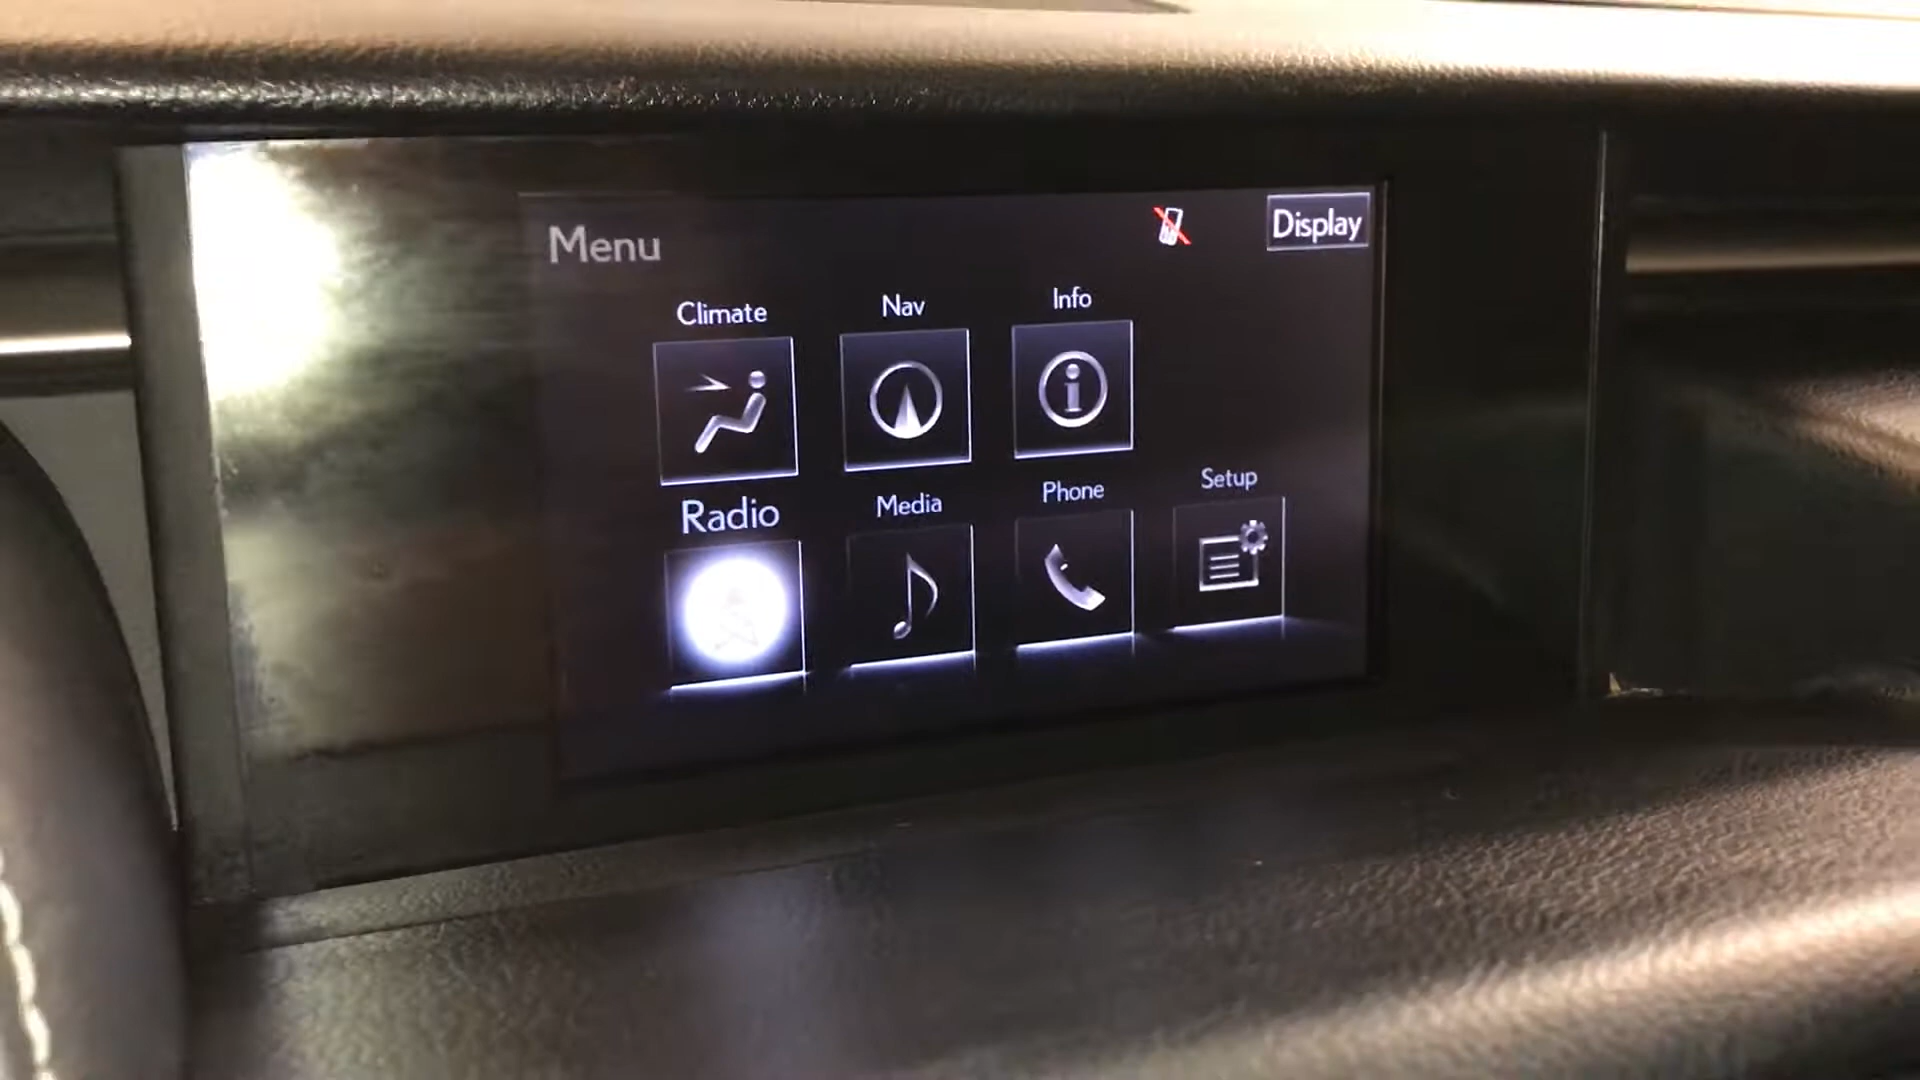 Menu
Display
Climate
Nav
Info
Radio
Media
Phone
Setup